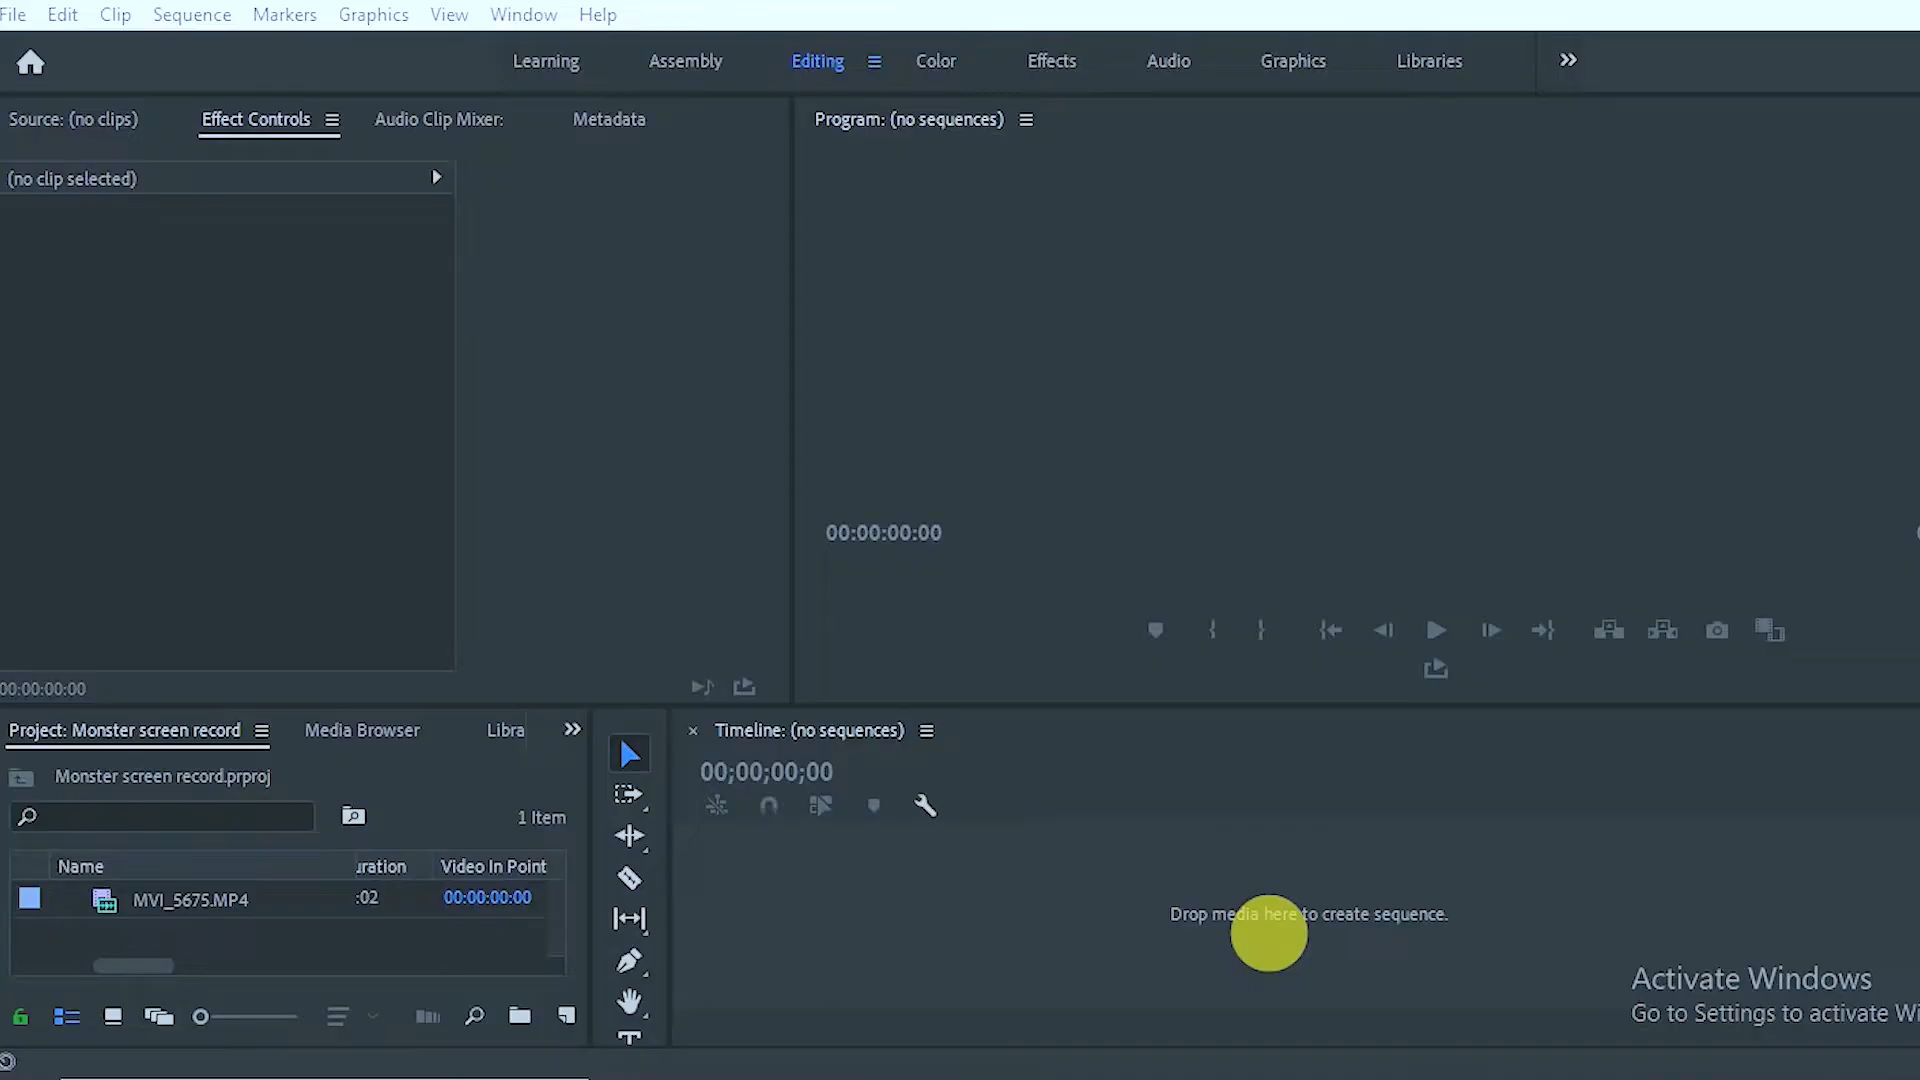 File Edit Clip Sequence Markers Graphics View Window Help
Learning Assembly Editing Color Effects Audio Graphics Libraries
Source: (no clips) Effect Controls Audio Clip Mixer: Metadata
Program: (no sequences)
(no clip selected)
00:00:00:00
00:00:00:00
Project: Monster screen record Media Browser Libra
Timeline: (no sequences)
00;00;00;00
Monster screen record.prproj
1 Item
Name uration Video In Point
MVI_5675.MP4 :02 00:00:00:00
Drop media here to create sequence.
Activate Windows
Go to Settings to activate Wi